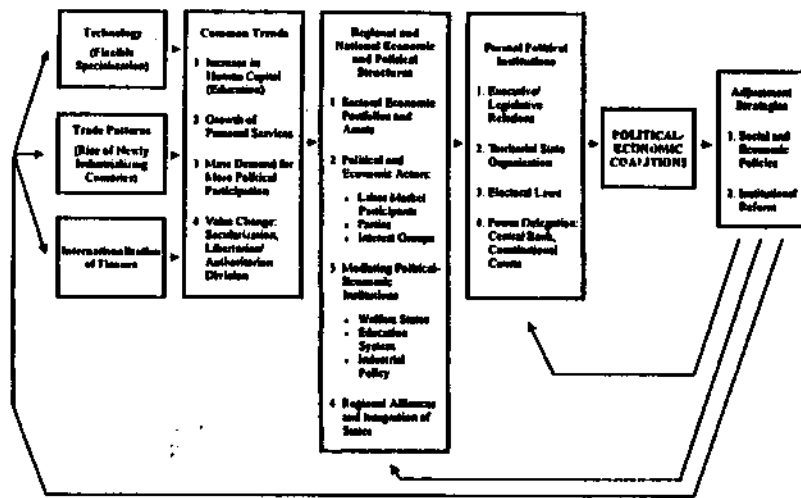 Technology
(Flexible
Specialization)
Trade Patterns
(Rise of Newly
Industrializing
Countries)
Internationalization
of Finance
Common Trends
1 Increase in
Human Capital
(Education)
2 Growth of
Personal Services
3 Mass Demand for
More Political
Participation
4 Value Change:
Secularization,
Libertarian/
Authoritarian
Division
Regional and
National Economic
and Political
Structures
1 Sectoral Economic
Portfolios and
Assets
2 Political and
Economic Actors:
• Labor Market
Participants
• Parties
• Interest Groups
3 Mediating Political-
Economic
Institutions
• Welfare States
• Education
System
• Industrial
Policy
4 Regional Alliances
and Integration of
States
Formal Political
Institutions
1. Executive/
Legislative
Relations
2. Territorial State
Organization
3. Electoral Laws
4. Power Delegation:
Central Bank,
Constitutional
Courts
POLITICAL-
ECONOMIC
COALITIONS
Adjustment
Strategies
1. Social and
Economic
Policies
2. Institutional
Reform